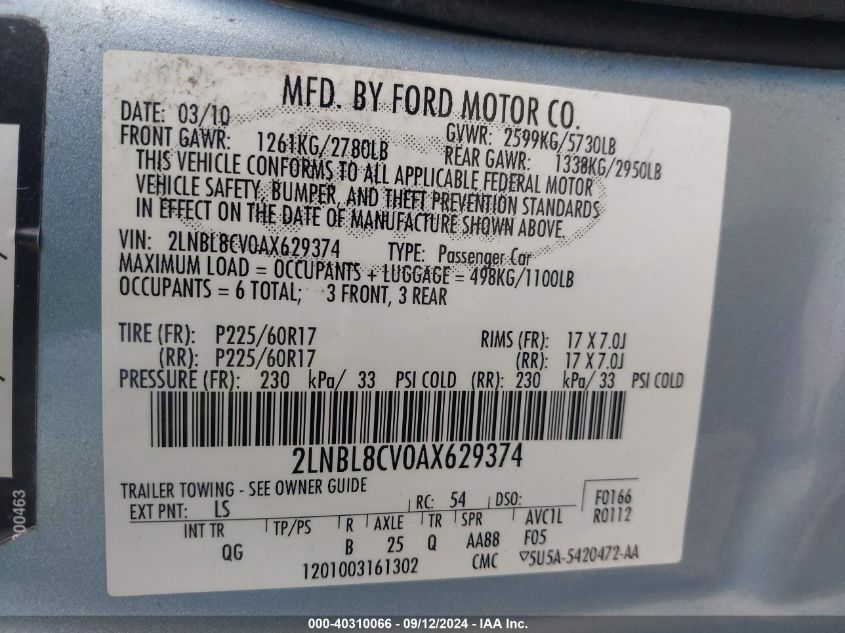 MFD. BY FORD MOTOR CO.
DATE: 03/10 GVWR: 2599KG/5730LB
FRONT GAWR: 1261KG/2780LB REAR GAWR: 1338KG/2950LB
THIS VEHICLE CONFORMS TO ALL APPLICABLE FEDERAL MOTOR
VEHICLE SAFETY, BUMPER, AND THEFT PREVENTION STANDARDS
IN EFFECT ON THE DATE OF MANUFACTURE SHOWN ABOVE.
VIN: 2LNBL8CV0AX629374 TYPE: Passenger Car
MAXIMUM LOAD = OCCUPANTS + LUGGAGE = 498KG/1100LB
OCCUPANTS = 6 TOTAL; 3 FRONT, 3 REAR
TIRE (FR): P225/60R17 RIMS (FR): 17 X 7.0J
(RR): P225/60R17 (RR): 17 X 7.0J
PRESSURE (FR): 230 kPa/ 33 PSI COLD (RR): 230 kPa/ 33 PSI COLD
2LNBL8CV0AX629374
TRAILER TOWING - SEE OWNER GUIDE
EXT PNT: LS RC: 54 DSO: F0166
R0112
INT TR TP/PS R AXLE TR SPR AVC1L
QG B 25 Q AA88 F05
1201003161302 CMC 5U5A-5420472-AA
700463
000-40310066 - 09/12/2024 - IAA Inc.